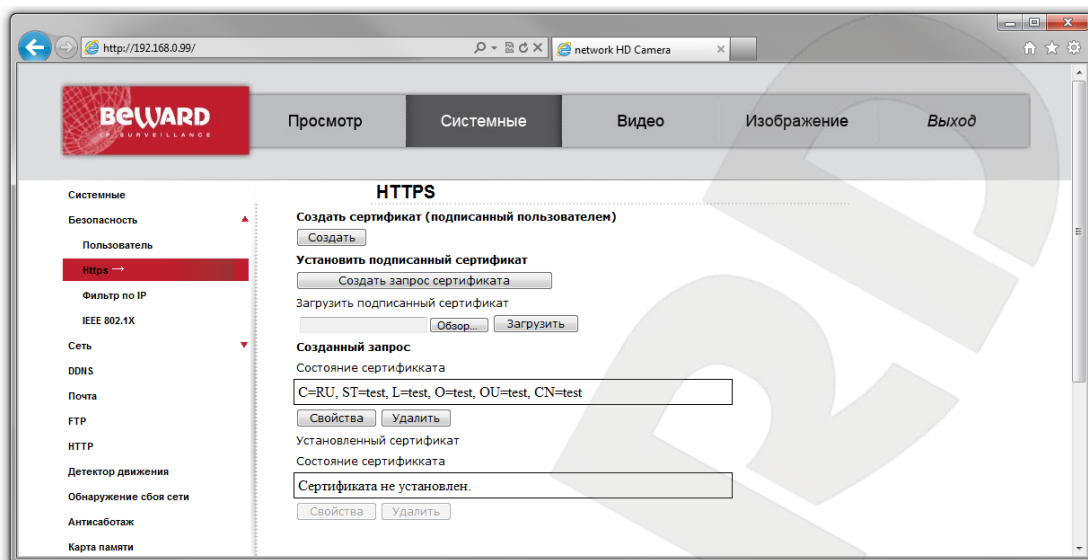 http://192.168.0.99/
network HD Camera
BEWARD
IP SURVEILLANCE
Просмотр
Системные
Видео
Изображение
Выход
Системные
Безопасность
Пользователь
Https →
Фильтр по IP
IEEE 802.1X
Сеть
DDNS
Почта
FTP
HTTP
Детектор движения
Обнаружение сбоя сети
Антисаботаж
Карта памяти
HTTPS
Создать сертификат (подписанный пользователем)
Создать
Установить подписанный сертификат
Создать запрос сертификата
Загрузить подписанный сертификат
Обзор... Загрузить
Созданный запрос
Состояние сертификката
C=RU, ST=test, L=test, O=test, OU=test, CN=test
Свойства Удалить
Установленный сертификат
Состояние сертификката
Сертификата не установлен.
Свойства Удалить
RD